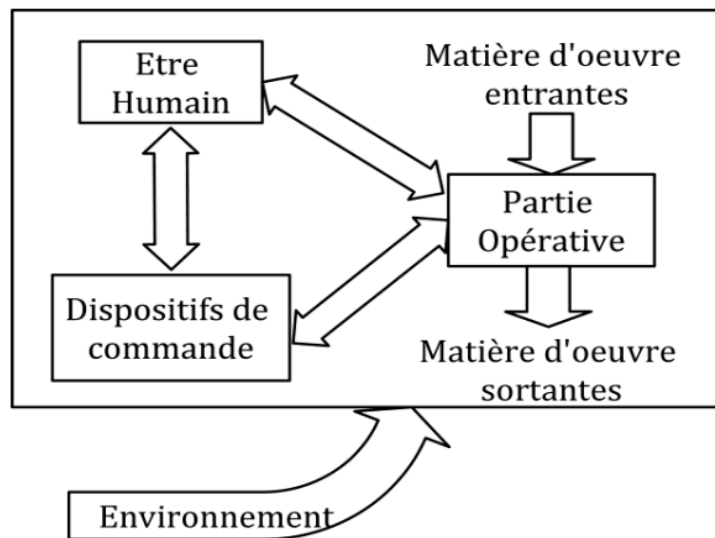 Etre
Humain
Matière d'oeuvre
entrantes
Partie
Opérative
Dispositifs de
commande
Matière d'oeuvre
sortantes
Environnement